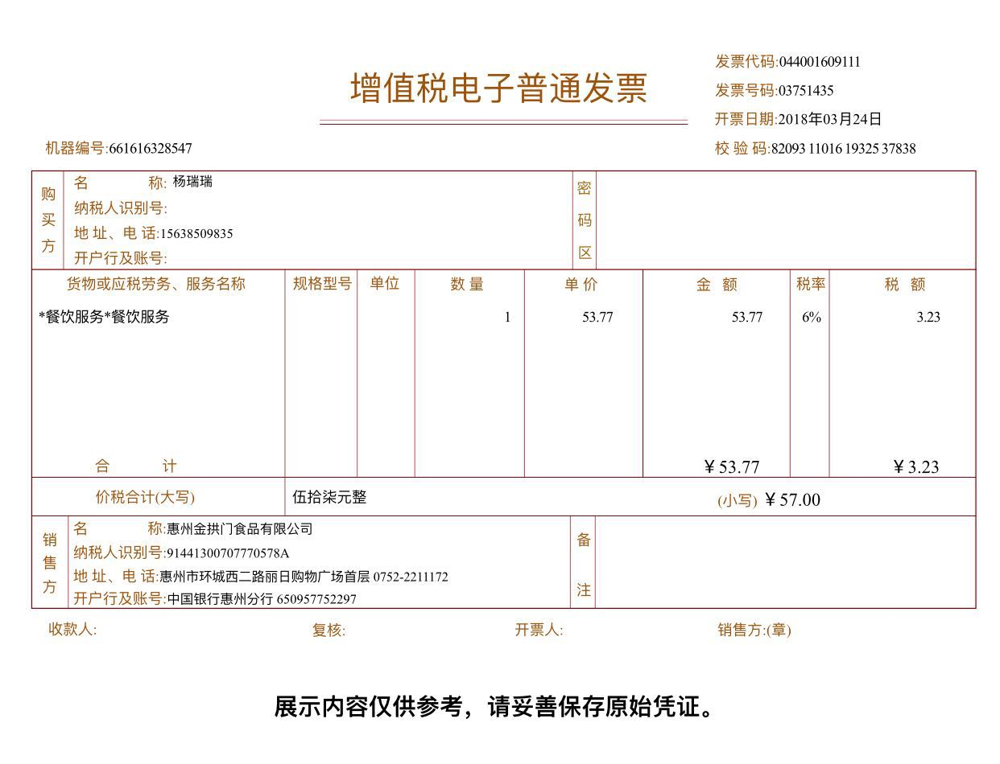 增值税电子普通发票
发票代码:044001609111
发票号码:03751435
开票日期:2018年03月24日
机器编号:661616328547
校 验 码:82093 11016 19325 37838
购买方
名 称: 杨瑞瑞
纳税人识别号:
地 址、电 话:15638509835
开户行及账号:
密码区
货物或应税劳务、服务名称 规格型号 单位 数 量 单 价 金 额 税率 税 额
*餐饮服务*餐饮服务 1 53.77 53.77 6% 3.23
合 计 ￥53.77 ￥3.23
价税合计(大写) 伍拾柒元整 (小写) ￥57.00
销售方
名 称:惠州金拱门食品有限公司
纳税人识别号:91441300707770578A
地 址、电 话:惠州市环城西二路丽日购物广场首层 0752-2211172
开户行及账号:中国银行惠州分行 650957752297
备注
收款人: 复核: 开票人: 销售方:(章)
展示内容仅供参考，请妥善保存原始凭证。